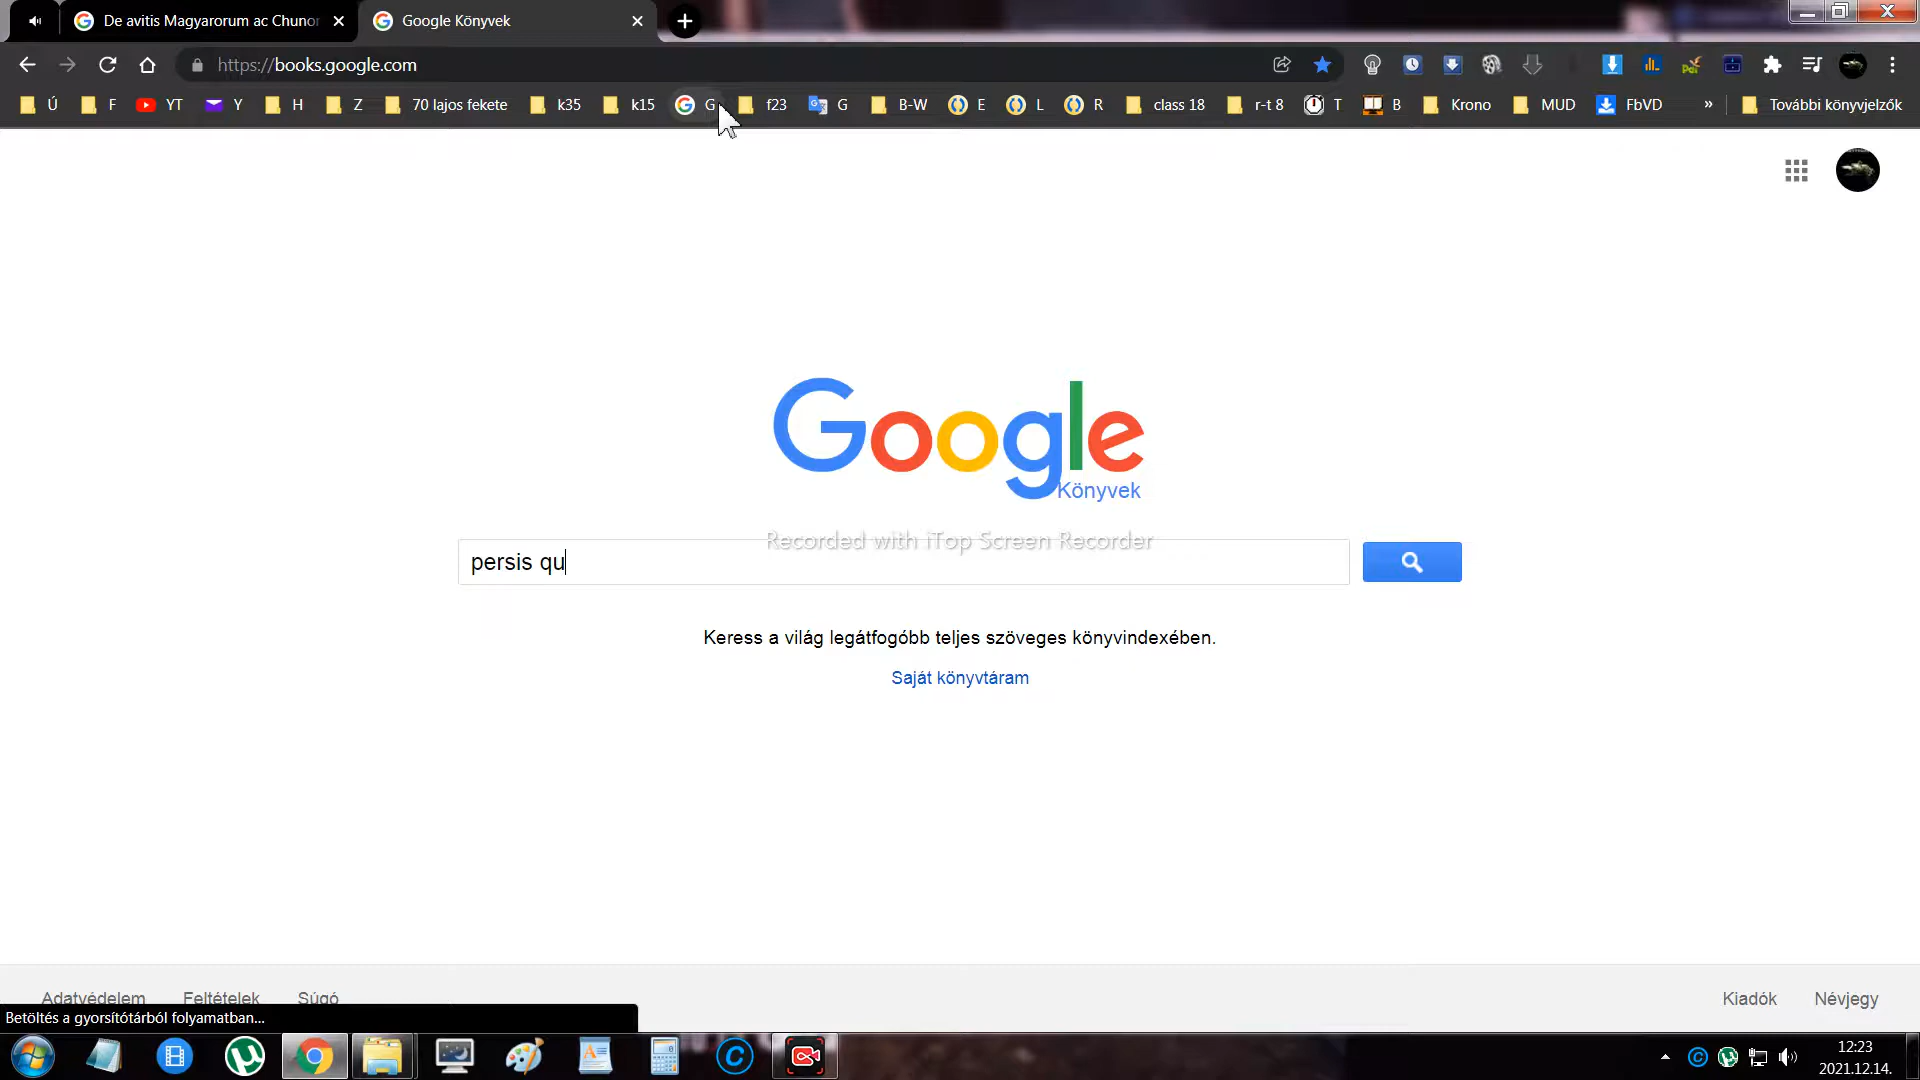 De avitis Magyarorum ac Chunor
Google Könyvek
https://books.google.com
Ú F YT Y H Z 70 lajos fekete k35 k15 G f23 G B-W E L R class 18 r-t 8 T B Krono MUD FbVD » További könyvjelzők
Google
Könyvek
Recorded with iTop Screen Recorder
persis qu
Keress a világ legátfogóbb teljes szöveges könyvindexében.
Saját könyvtáram
Adatvédelem Feltételek Súgó Kiadók Névjegy
Betöltés a gyorsítótárból folyamatban...
12:23
2021.12.14.